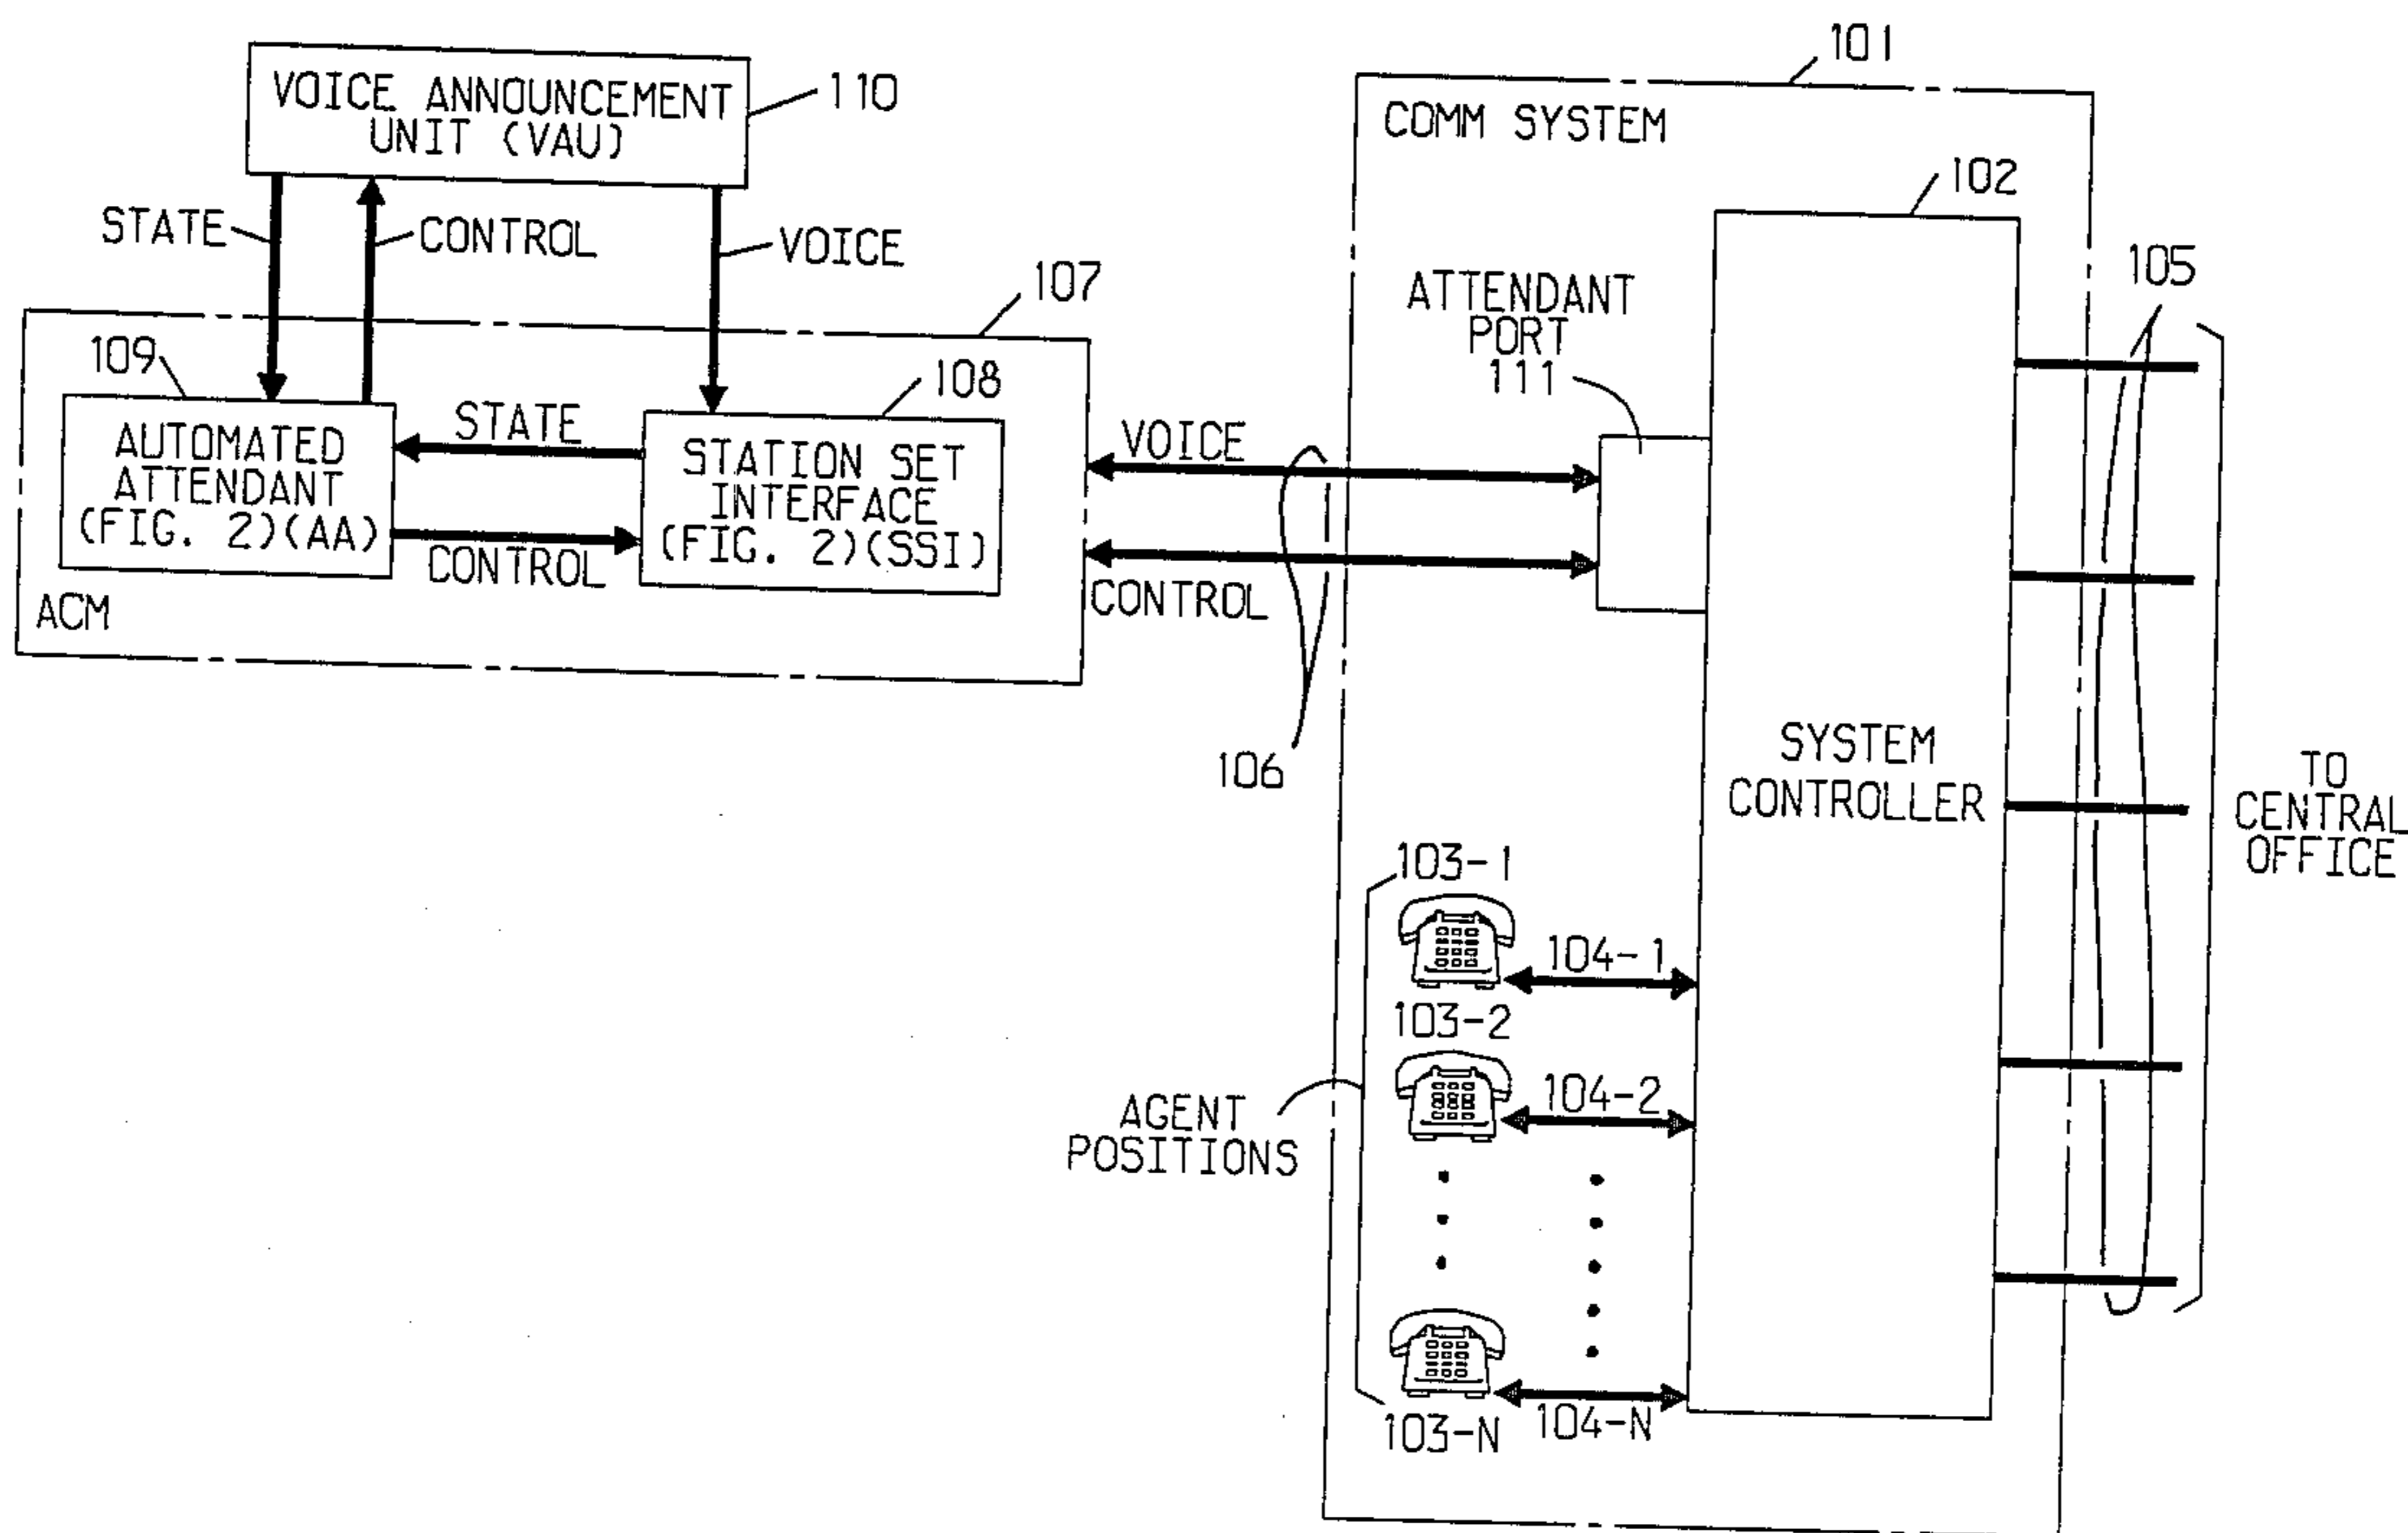 VOICE ANNOUNCEMENT
UNIT (VAU)
110
STATE
CONTROL
VOICE
107
109
108
AUTOMATED
ATTENDANT
(FIG. 2)(AA)
STATE
CONTROL
STATION SET
INTERFACE
(FIG. 2)(SSI)
ACM
VOICE
CONTROL
106
101
COMM SYSTEM
102
ATTENDANT
PORT
111
105
SYSTEM
CONTROLLER
TO
CENTRAL
OFFICE
103-1
104-1
103-2
104-2
AGENT
POSITIONS
103-N
104-N